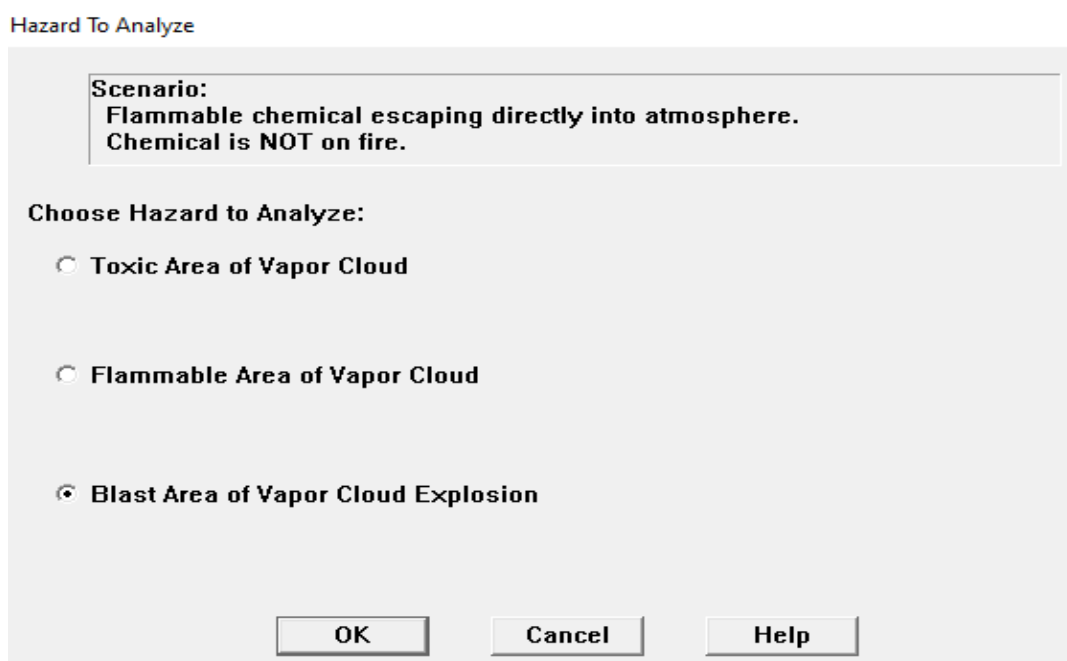 Hazard To Analyze
Scenario:
Flammable chemical escaping directly into atmosphere.
Chemical is NOT on fire.
Choose Hazard to Analyze:
Toxic Area of Vapor Cloud
Flammable Area of Vapor Cloud
Blast Area of Vapor Cloud Explosion
OK Cancel Help